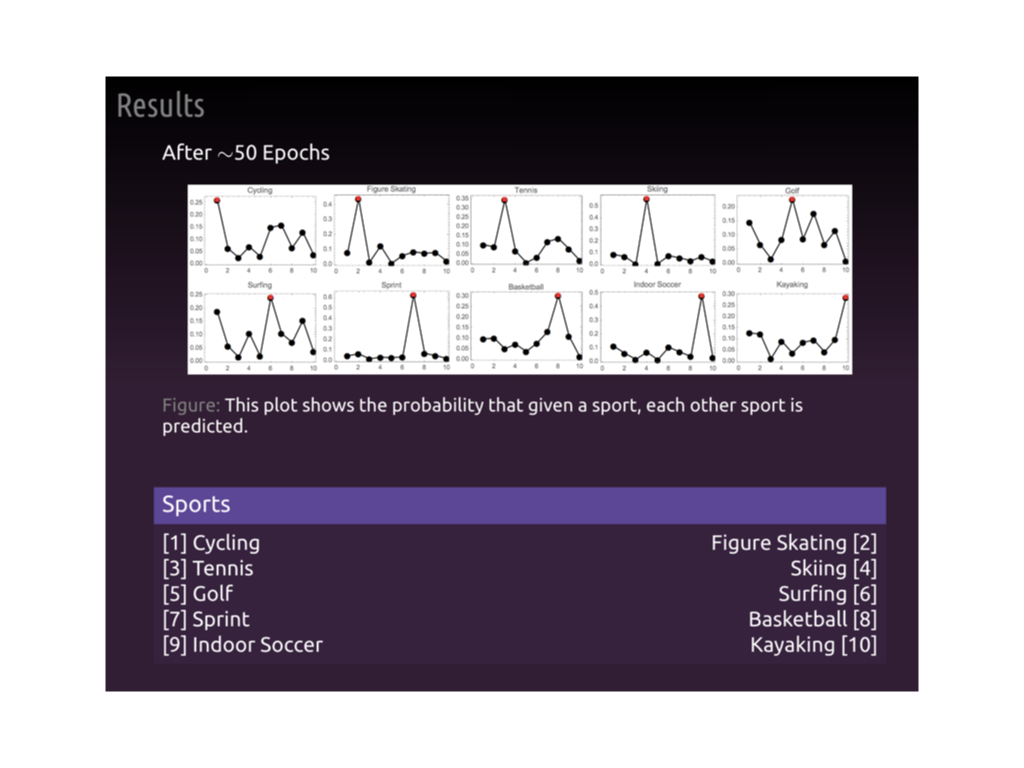 Results
After ~50 Epochs
Cycling
Figure Skating
Tennis
Skiing
Golf
0.25
0.20
0.15
0.10
0.05
0.00
0 2 4 6 8 10
0.4
0.3
0.2
0.1
0.0
0 2 4 6 8 10
0.35
0.30
0.25
0.20
0.15
0.10
0.05
0.00
0 2 4 6 8 10
0.5
0.4
0.3
0.2
0.1
0.0
0 2 4 6 8 10
0.20
0.15
0.10
0.05
0.00
0 2 4 6 8 10
Surfing
Sprint
Basketball
Indoor Soccer
Kayaking
0.25
0.20
0.15
0.10
0.05
0.00
0 2 4 6 8 10
0.6
0.5
0.4
0.3
0.2
0.1
0.0
0 2 4 6 8 10
0.30
0.25
0.20
0.15
0.10
0.05
0.00
0 2 4 6 8 10
0.5
0.4
0.3
0.2
0.1
0.0
0 2 4 6 8 10
0.30
0.25
0.20
0.15
0.10
0.05
0.00
0 2 4 6 8 10
Figure: This plot shows the probability that given a sport, each other sport is
predicted.
Sports
[1] Cycling Figure Skating [2]
[3] Tennis Skiing [4]
[5] Golf Surfing [6]
[7] Sprint Basketball [8]
[9] Indoor Soccer Kayaking [10]